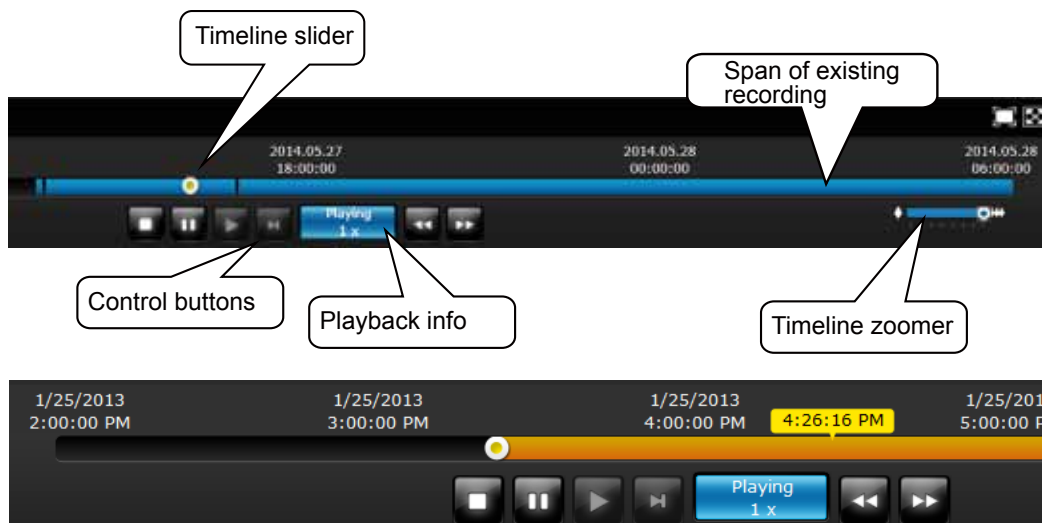 Timeline slider
Span of existing
recording
2014.05.27
18:00:00
2014.05.28
00:00:00
2014.05.28
06:00:00
Playing
1 x
Control buttons
Playback info
Timeline zoomer
1/25/2013
2:00:00 PM
1/25/2013
3:00:00 PM
1/25/2013
4:00:00 PM
4:26:16 PM
1/25/201
5:00:00 P
Playing
1 x